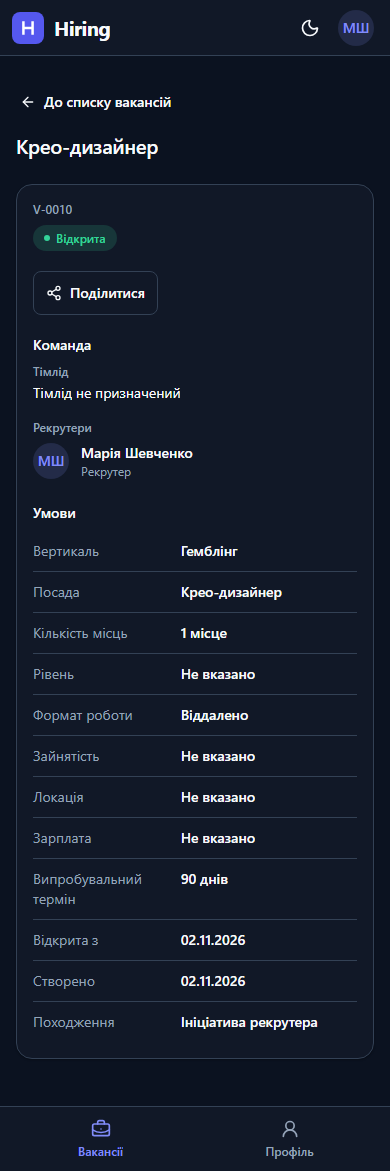 H Hiring МШ
До списку вакансій
Крео-дизайнер
V-0010
Відкрита
Поділитися
Команда
Тімлід
Тімлід не призначений
Рекрутери
МШ Марія Шевченко
Рекрутер
Умови
Вертикаль Гемблінг
Посада Крео-дизайнер
Кількість місць 1 місце
Рівень Не вказано
Формат роботи Віддалено
Зайнятість Не вказано
Локація Не вказано
Зарплата Не вказано
Випробувальний 90 днів
термін
Відкрита з 02.11.2026
Створено 02.11.2026
Походження Ініціатива рекрутера
Вакансії Профіль